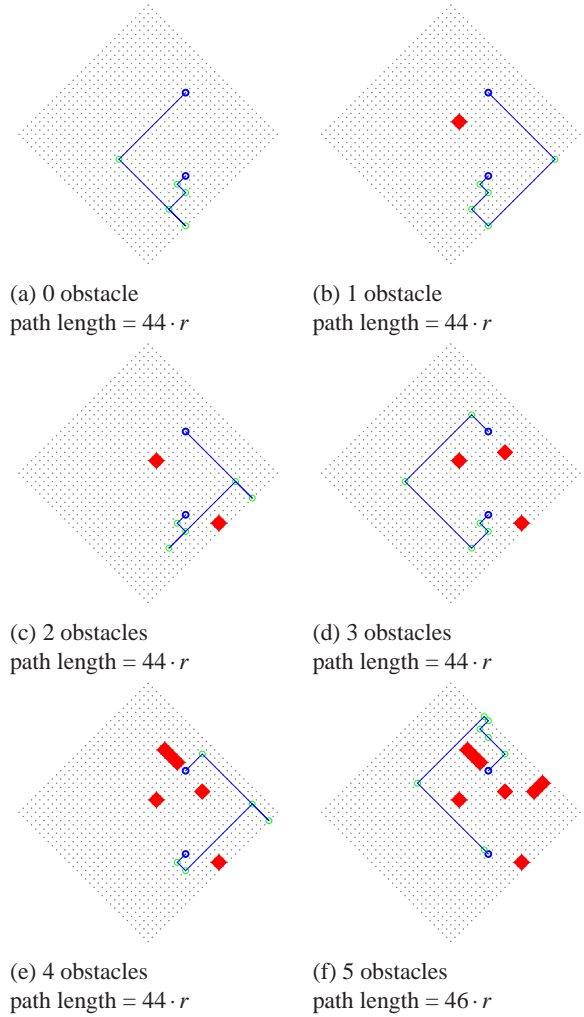 (a) 0 obstacle
path length = 44 · r
(b) 1 obstacle
path length = 44 · r
(c) 2 obstacles
path length = 44 · r
(d) 3 obstacles
path length = 44 · r
(e) 4 obstacles
path length = 44 · r
(f) 5 obstacles
path length = 46 · r